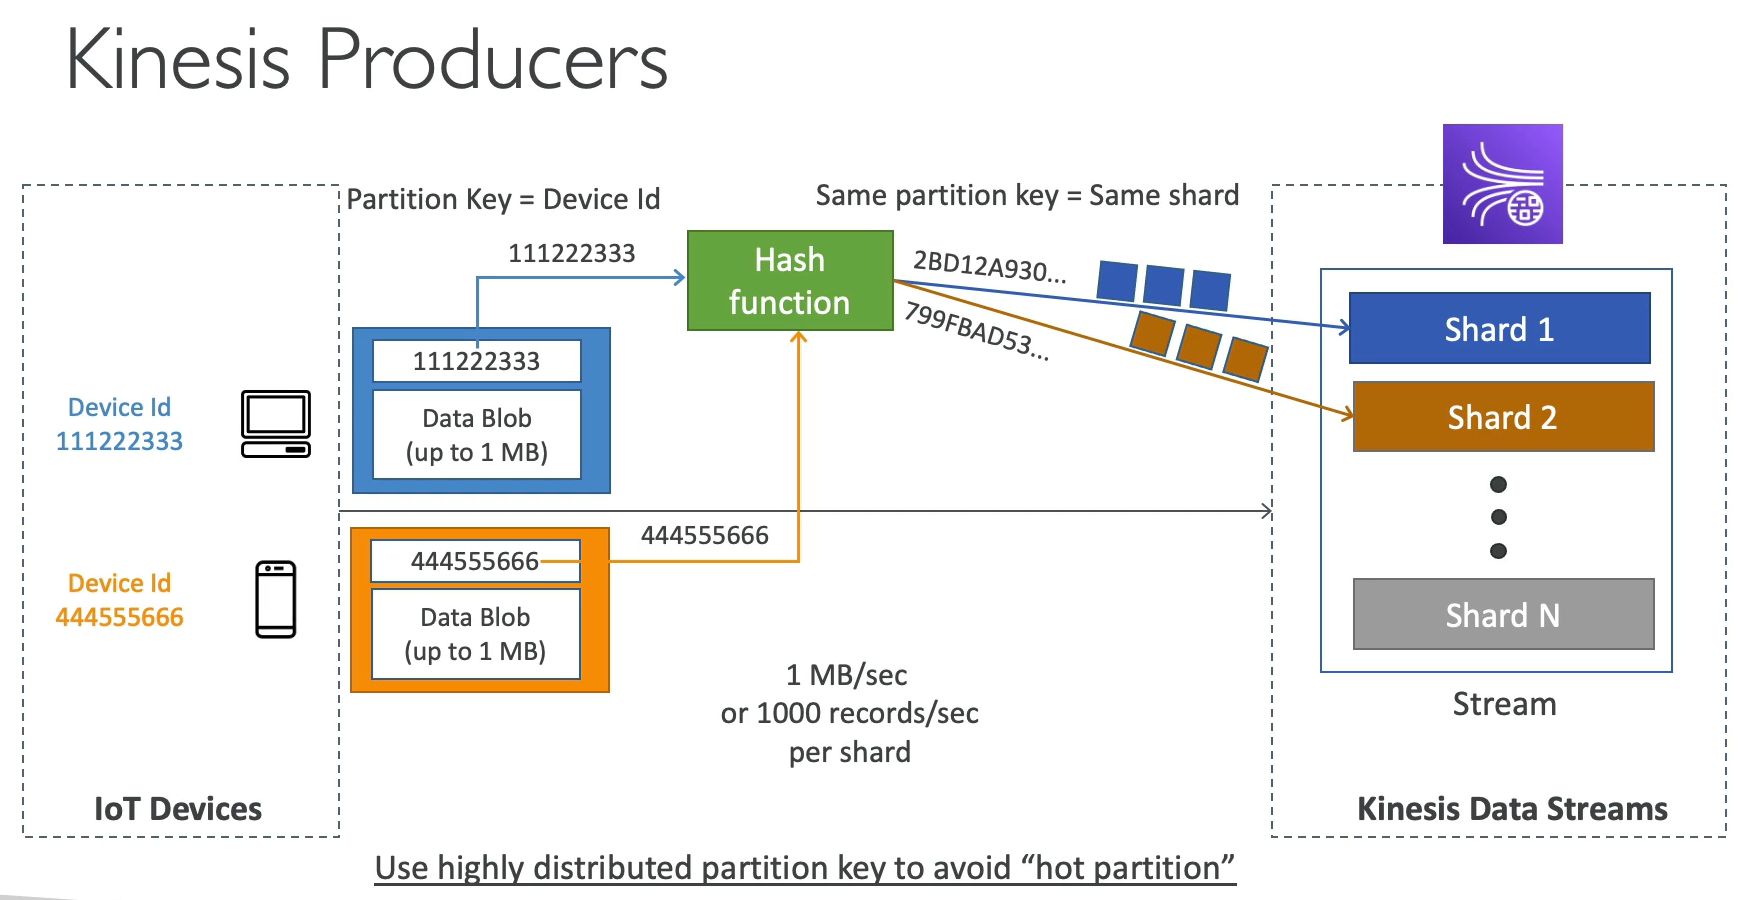 Kinesis Producers
Partition Key = Device Id
Same partition key = Same shard
111222333
Hash
function
2BD12A930...
799FBAD53...
Shard 1
111222333
Data Blob
(up to 1 MB)
Device Id
111222333
Shard 2
444555666
444555666
Data Blob
(up to 1 MB)
Device Id
444555666
Shard N
1 MB/sec
or 1000 records/sec
per shard
Stream
IoT Devices
Kinesis Data Streams
Use highly distributed partition key to avoid “hot partition”